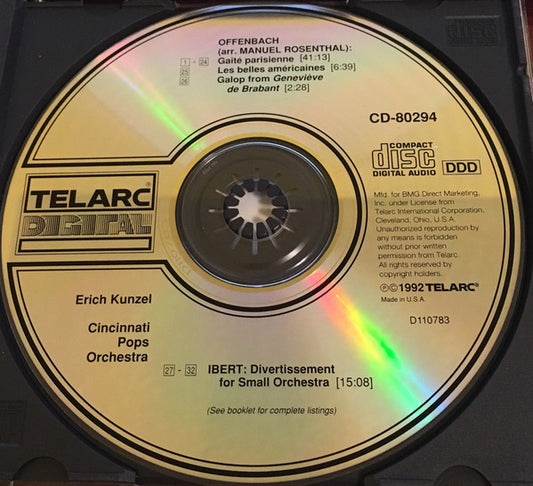 OFFENBACH
(arr. MANUEL ROSENTHAL):
1 - 24 Gaîté parisienne [41:13]
25 Les belles américaines [6:39]
26 Galop from Geneviève
de Brabant [2:28]
CD-80294
COMPACT
disc
DIGITAL AUDIO
DDD
TELARC®
DIGITAL
Mfd. for BMG Direct Marketing,
Inc. under License from
Telarc International Corporation,
Cleveland, Ohio, U.S.A.
Unauthorized reproduction by
any means is forbidden
without prior written
permission from Telarc.
All rights reserved by
copyright holders.
℗©1992 TELARC®
Made in U.S.A.
D110783
Erich Kunzel
Cincinnati
Pops
Orchestra
27 - 32 IBERT: Divertissement
for Small Orchestra [15:08]
(See booklet for complete listings)